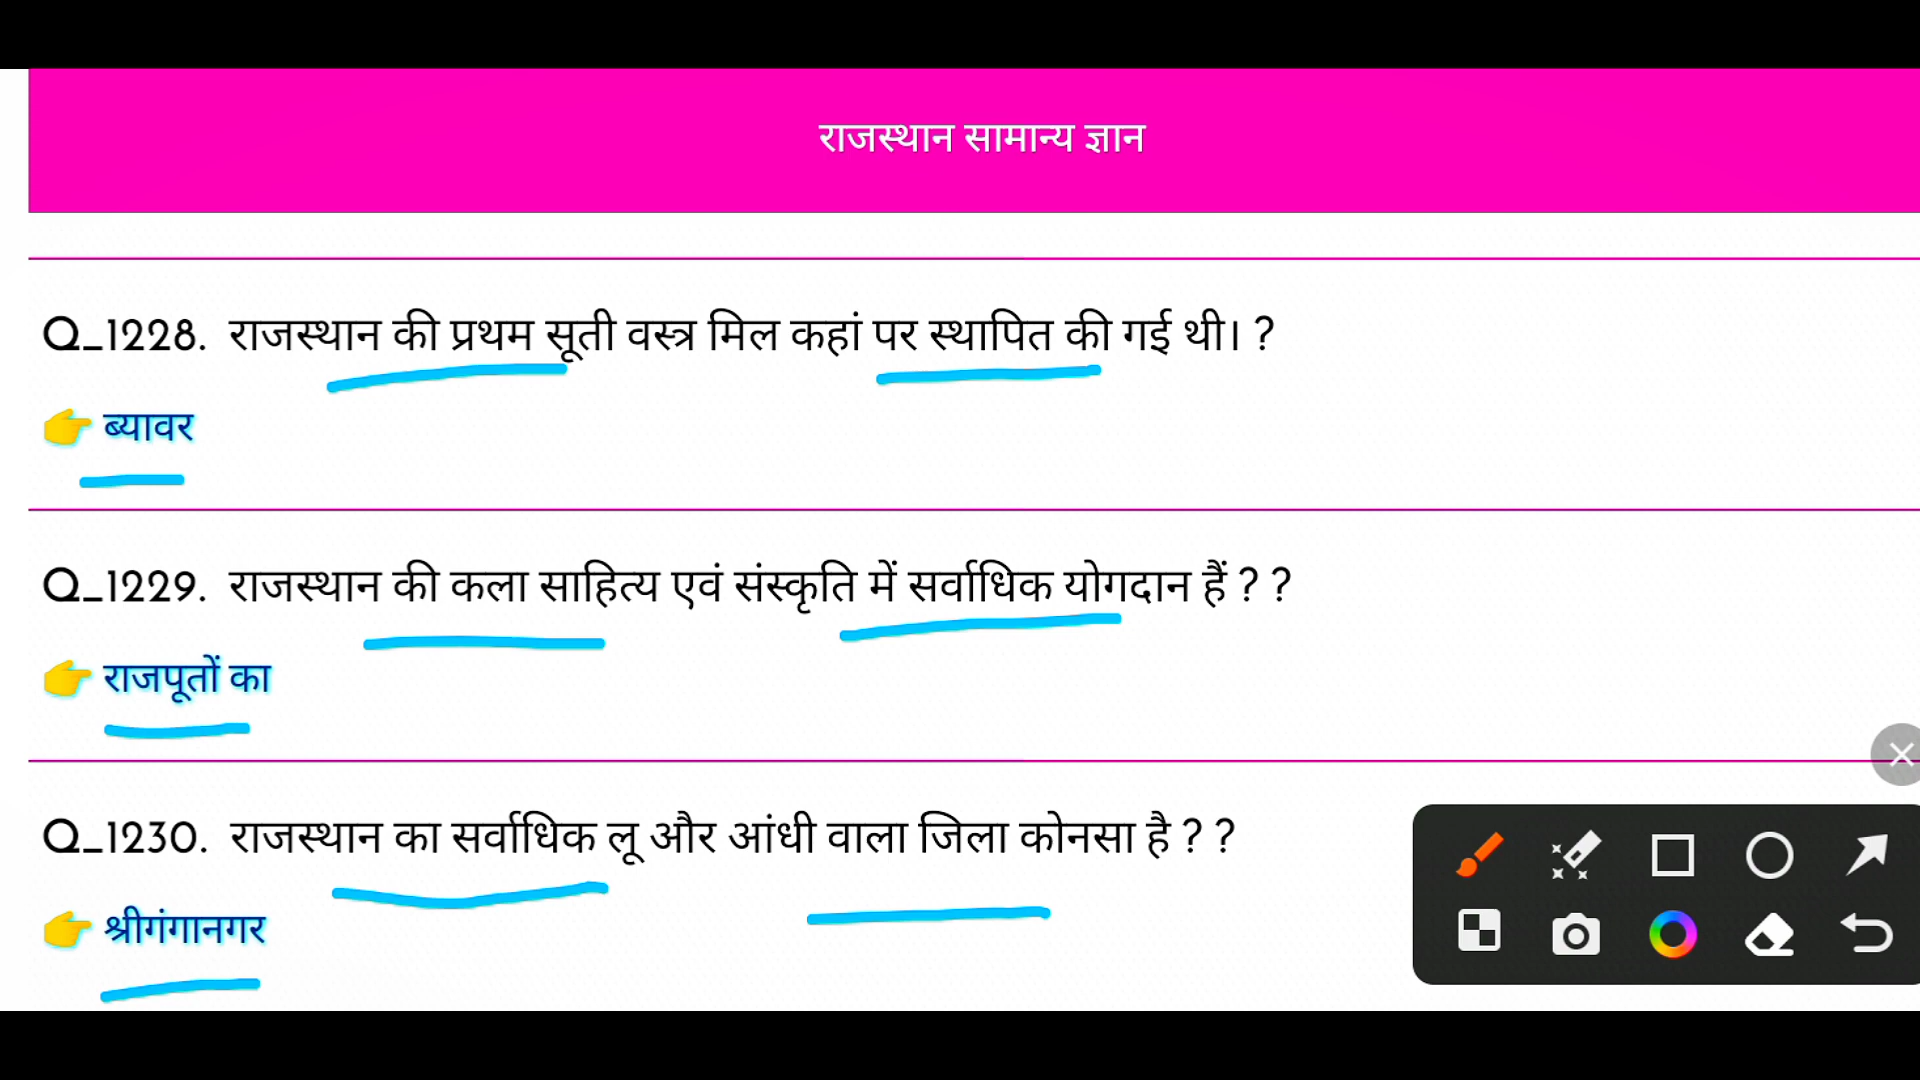 राजस्थान सामान्य ज्ञान
Q_1228. राजस्थान की प्रथम सूती वस्त्र मिल कहां पर स्थापित की गई थी। ?
👉 ब्यावर
Q_1229. राजस्थान की कला साहित्य एवं संस्कृति में सर्वाधिक योगदान हैं ? ?
👉 राजपूतों का
Q_1230. राजस्थान का सर्वाधिक लू और आंधी वाला जिला कोनसा है ? ?
👉 श्रीगंगानगर